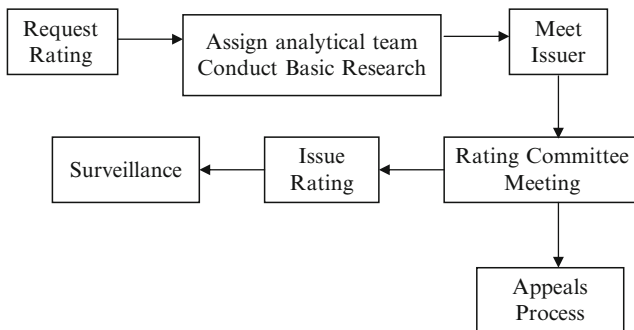 Request
Rating
Assign analytical team
Conduct Basic Research
Meet
Issuer
Surveillance
Issue
Rating
Rating Committee
Meeting
Appeals
Process